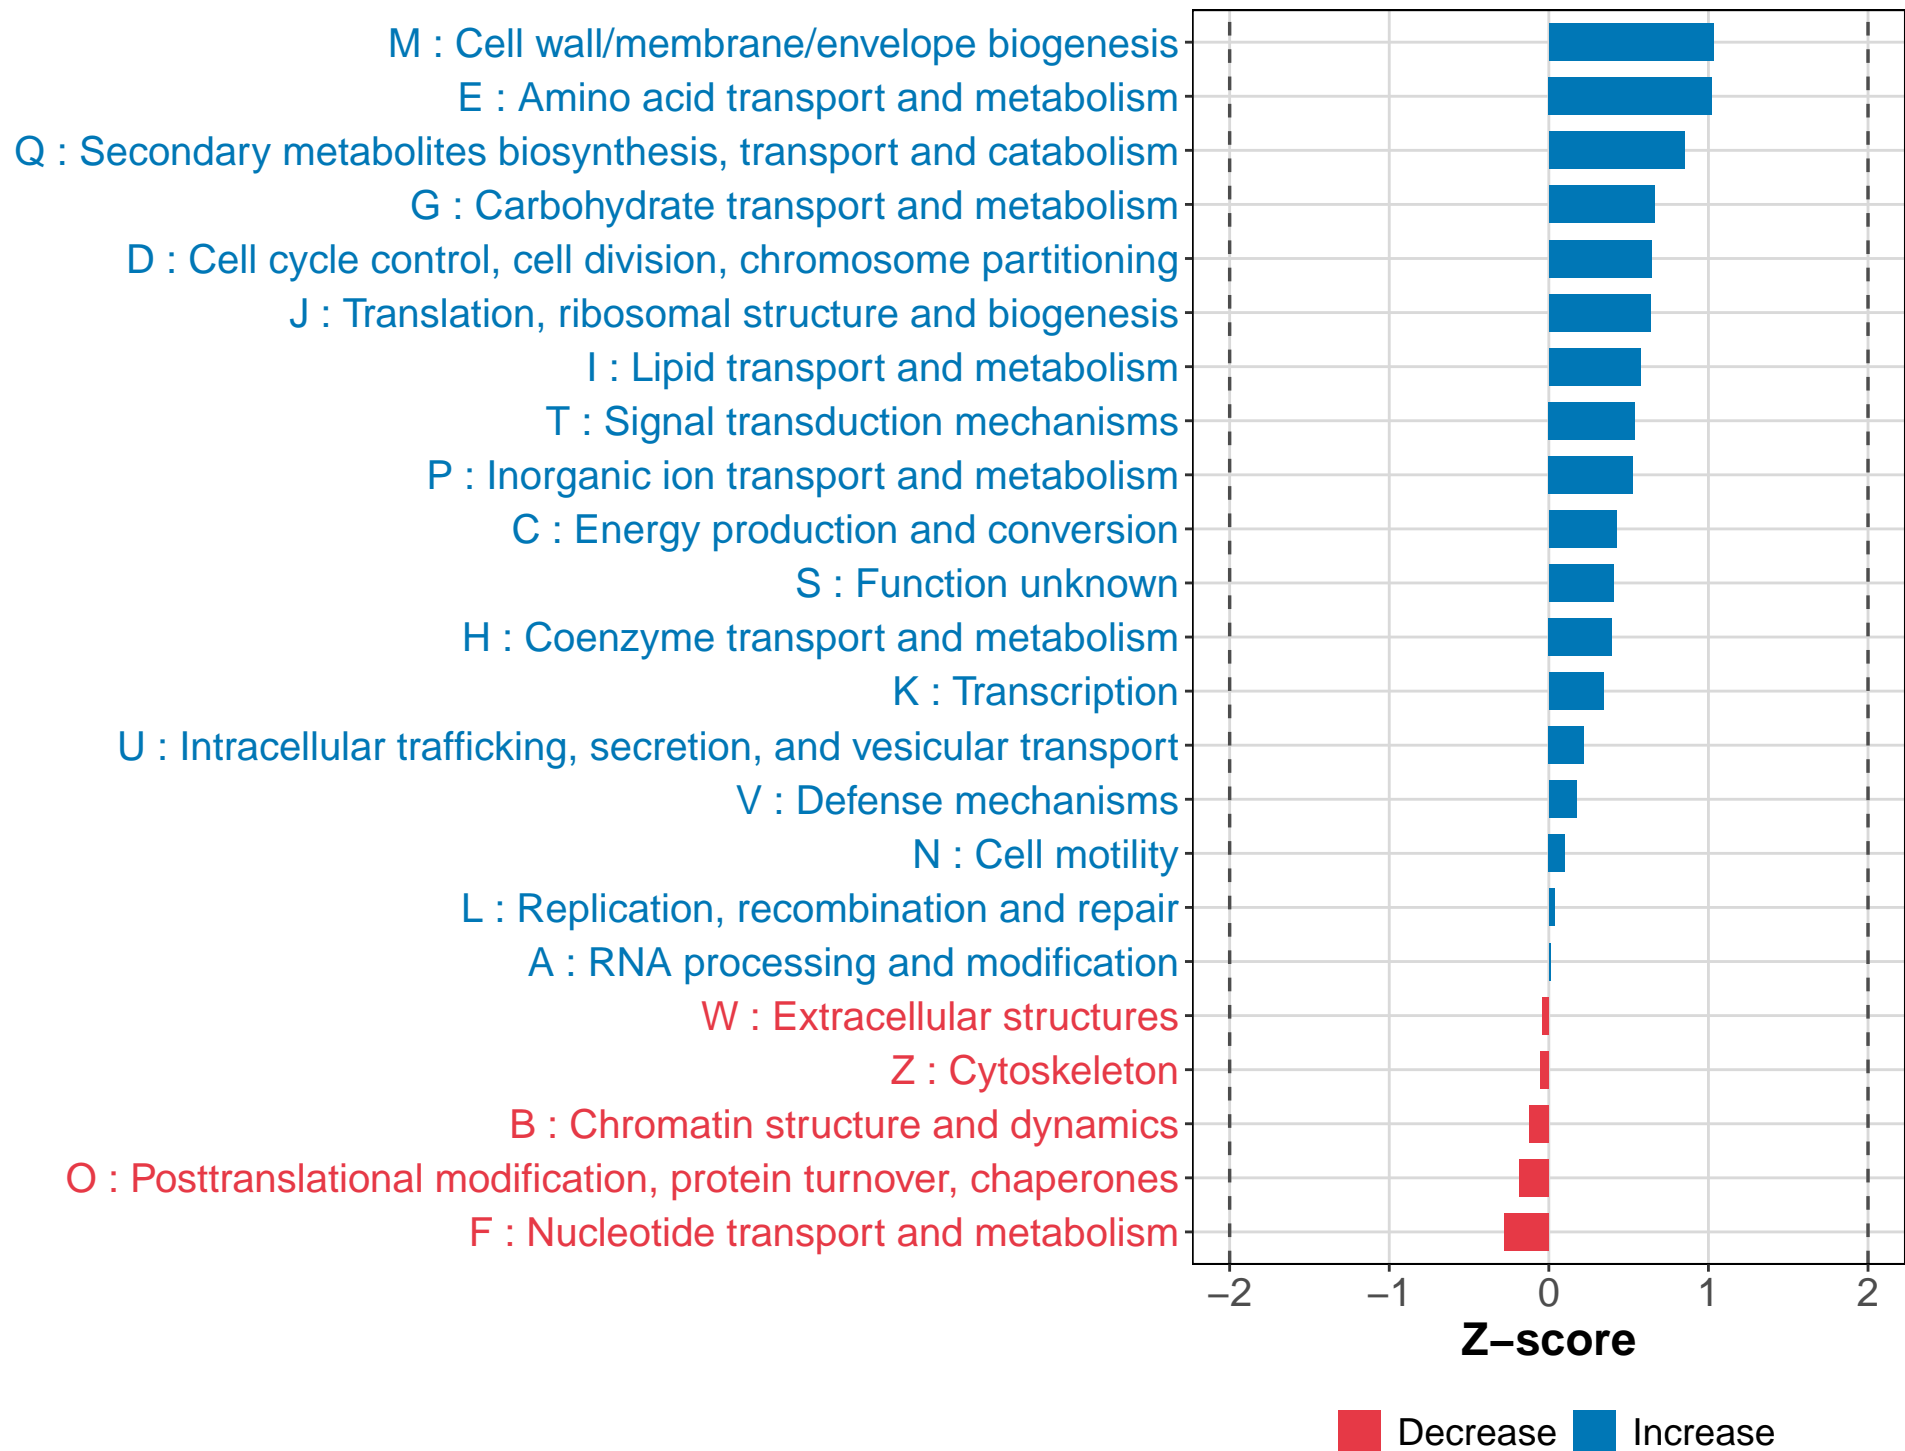 M : Cell wall/membrane/envelope biogenesis
E : Amino acid transport and metabolism
Q : Secondary metabolites biosynthesis, transport and catabolism
G : Carbohydrate transport and metabolism
D : Cell cycle control, cell division, chromosome partitioning
J : Translation, ribosomal structure and biogenesis
I : Lipid transport and metabolism
T : Signal transduction mechanisms
P : Inorganic ion transport and metabolism
C : Energy production and conversion
S : Function unknown
H : Coenzyme transport and metabolism
K : Transcription
U : Intracellular trafficking, secretion, and vesicular transport
V : Defense mechanisms
N : Cell motility
L : Replication, recombination and repair
A : RNA processing and modification
W : Extracellular structures
Z : Cytoskeleton
B : Chromatin structure and dynamics
O : Posttranslational modification, protein turnover, chaperones
F : Nucleotide transport and metabolism
−2 −1 0 1 2
Z−score
Decrease Increase